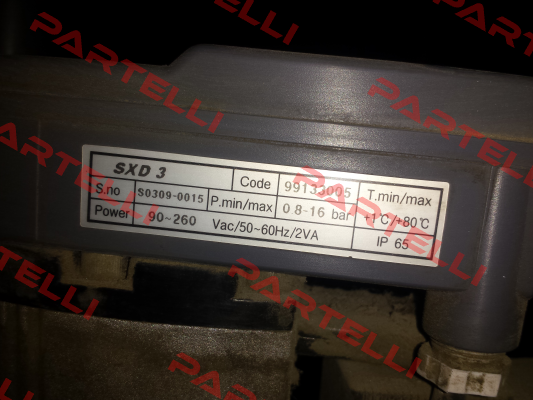 PARTELLI
PARTELLI
PARTELLI
PARTELLI
SXD 3 Code 99133005 T.min/max
S.no S0309-0015 P.min/max 0.8~16 bar +1°C/+80°C
Power 90~260 Vac/50~60Hz/2VA IP 65
PARTELLI
PARTELLI
PARTELLI